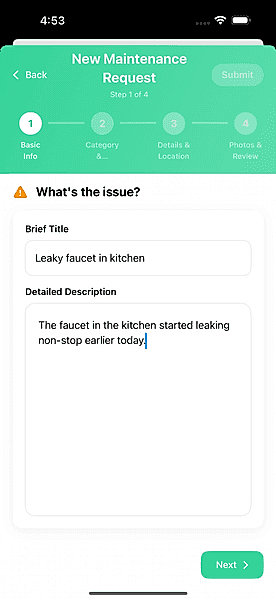 4:53
New Maintenance
Request
Back
Submit
Step 1 of 4
1
2
3
4
Basic
Info
Category
&...
Details &
Location
Photos &
Review
What's the issue?
Brief Title
Leaky faucet in kitchen
Detailed Description
The faucet in the kitchen started leaking
non-stop earlier today.
Next